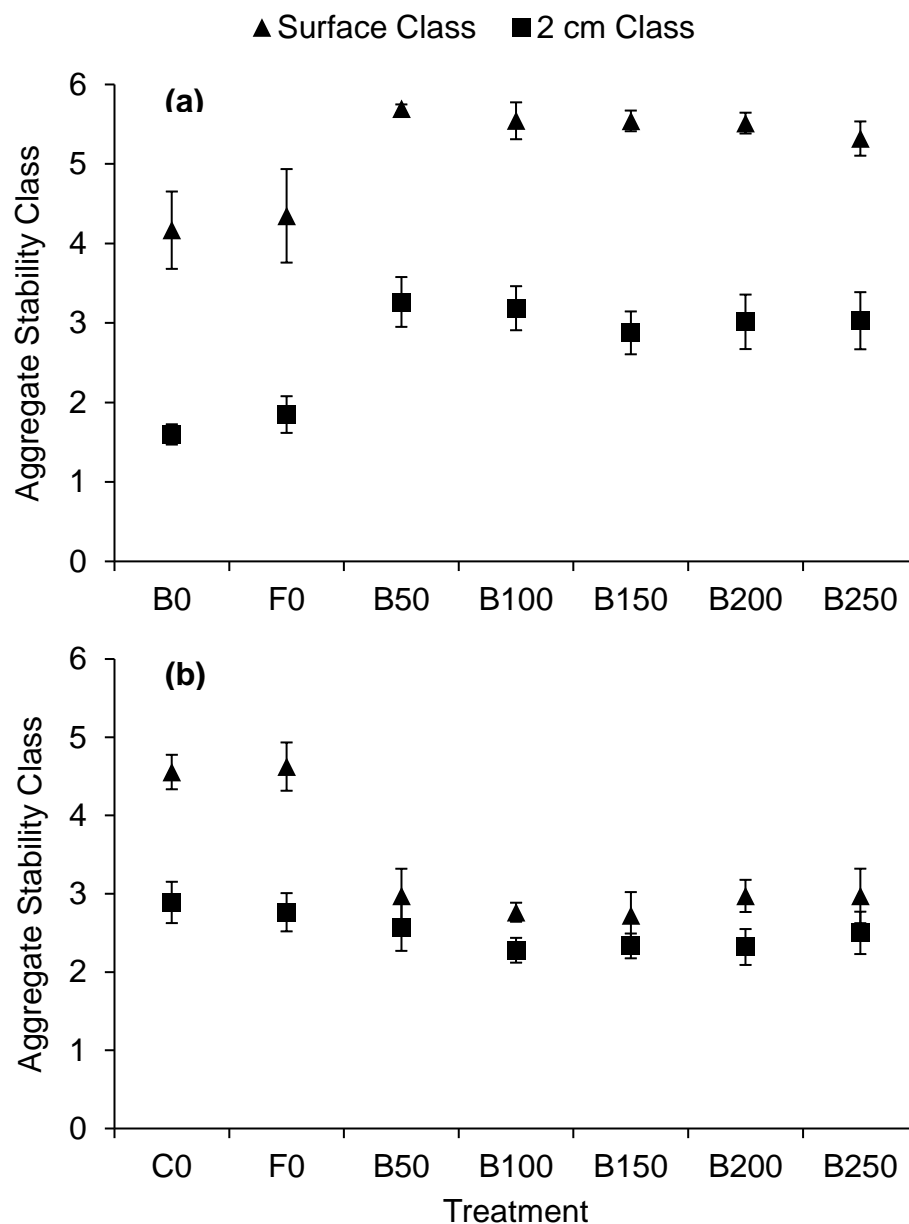 ▲ Surface Class ■ 2 cm Class
(a)
Aggregate Stability Class
6
5
4
3
2
1
0
B0 F0 B50 B100 B150 B200 B250
(b)
Aggregate Stability Class
6
5
4
3
2
1
0
C0 F0 B50 B100 B150 B200 B250
Treatment